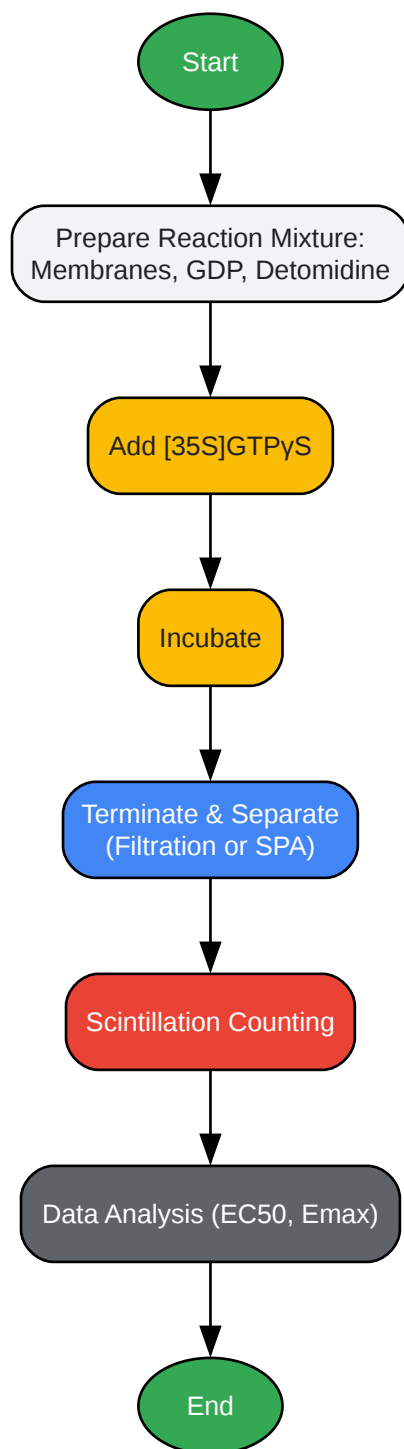 Start
Prepare Reaction Mixture:
Membranes, GDP, Detomidine
Add [35S]GTPγS
Incubate
Terminate & Separate
(Filtration or SPA)
Scintillation Counting
Data Analysis (EC50, Emax)
End